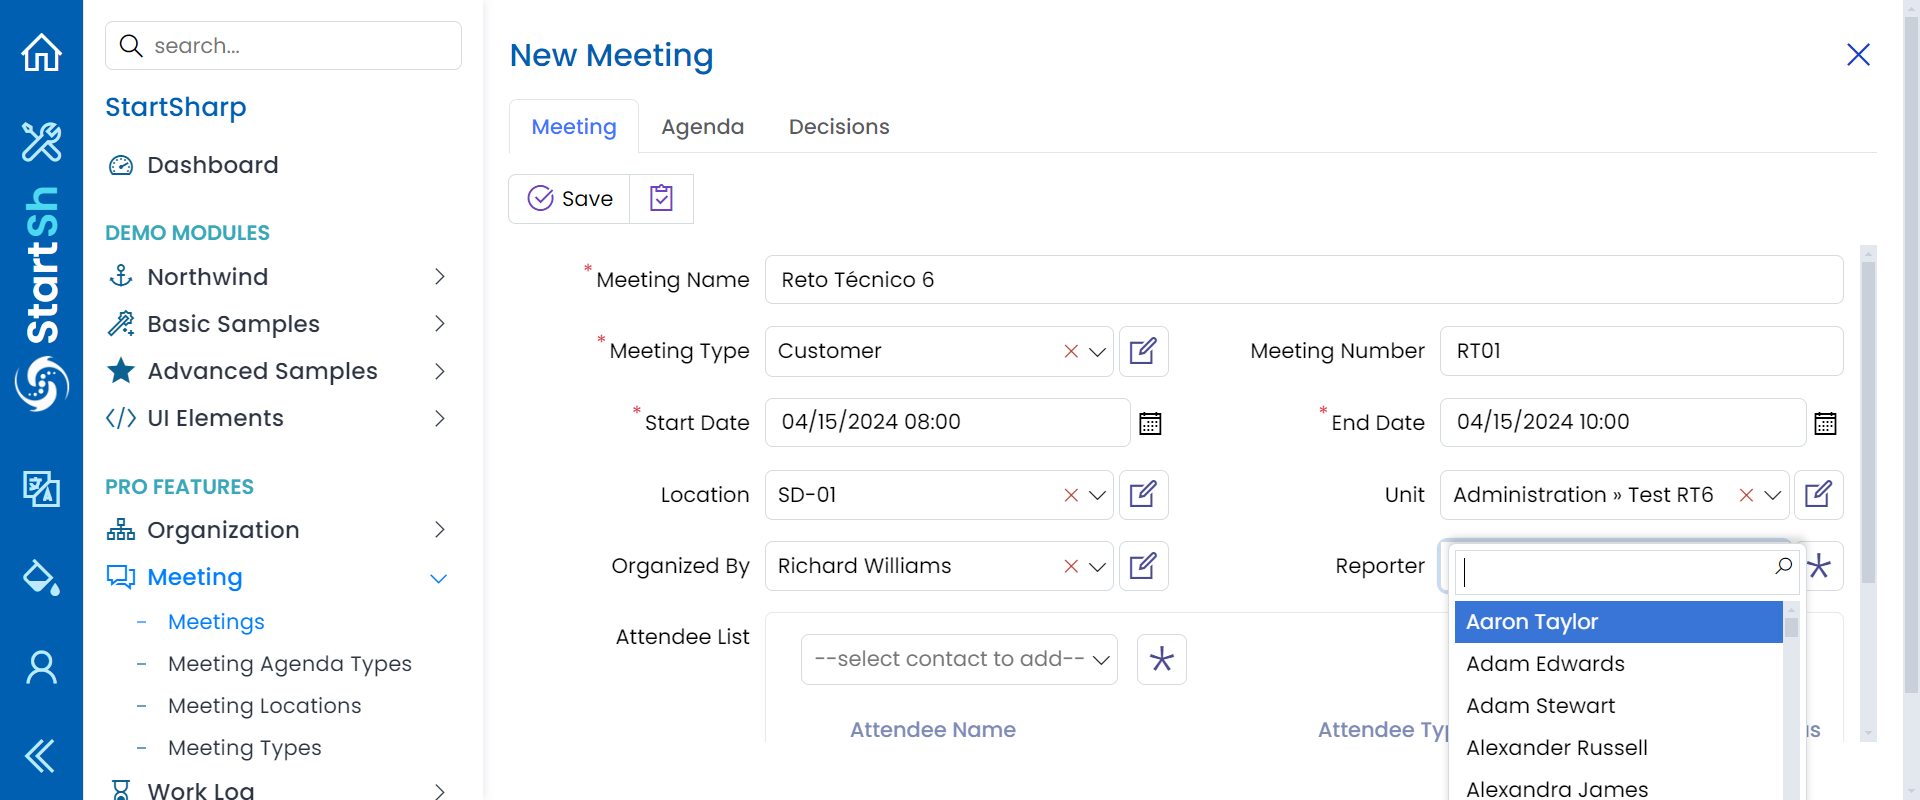 search...
StartSharp
Dashboard
DEMO MODULES
Northwind
Basic Samples
Advanced Samples
UI Elements
PRO FEATURES
Organization
Meeting
Meetings
Meeting Agenda Types
Meeting Locations
Meeting Types
Work Log
StartSh
New Meeting
Meeting Agenda Decisions
Save
* Meeting Name Reto Técnico 6
* Meeting Type Customer Meeting Number RT01
* Start Date 04/15/2024 08:00 * End Date 04/15/2024 10:00
Location SD-01 Unit Administration » Test RT6
Organized By Richard Williams Reporter
Attendee List
--select contact to add--
Attendee Name Attendee Typ
Aaron Taylor
Adam Edwards
Adam Stewart
Alexander Russell
Alexandra James